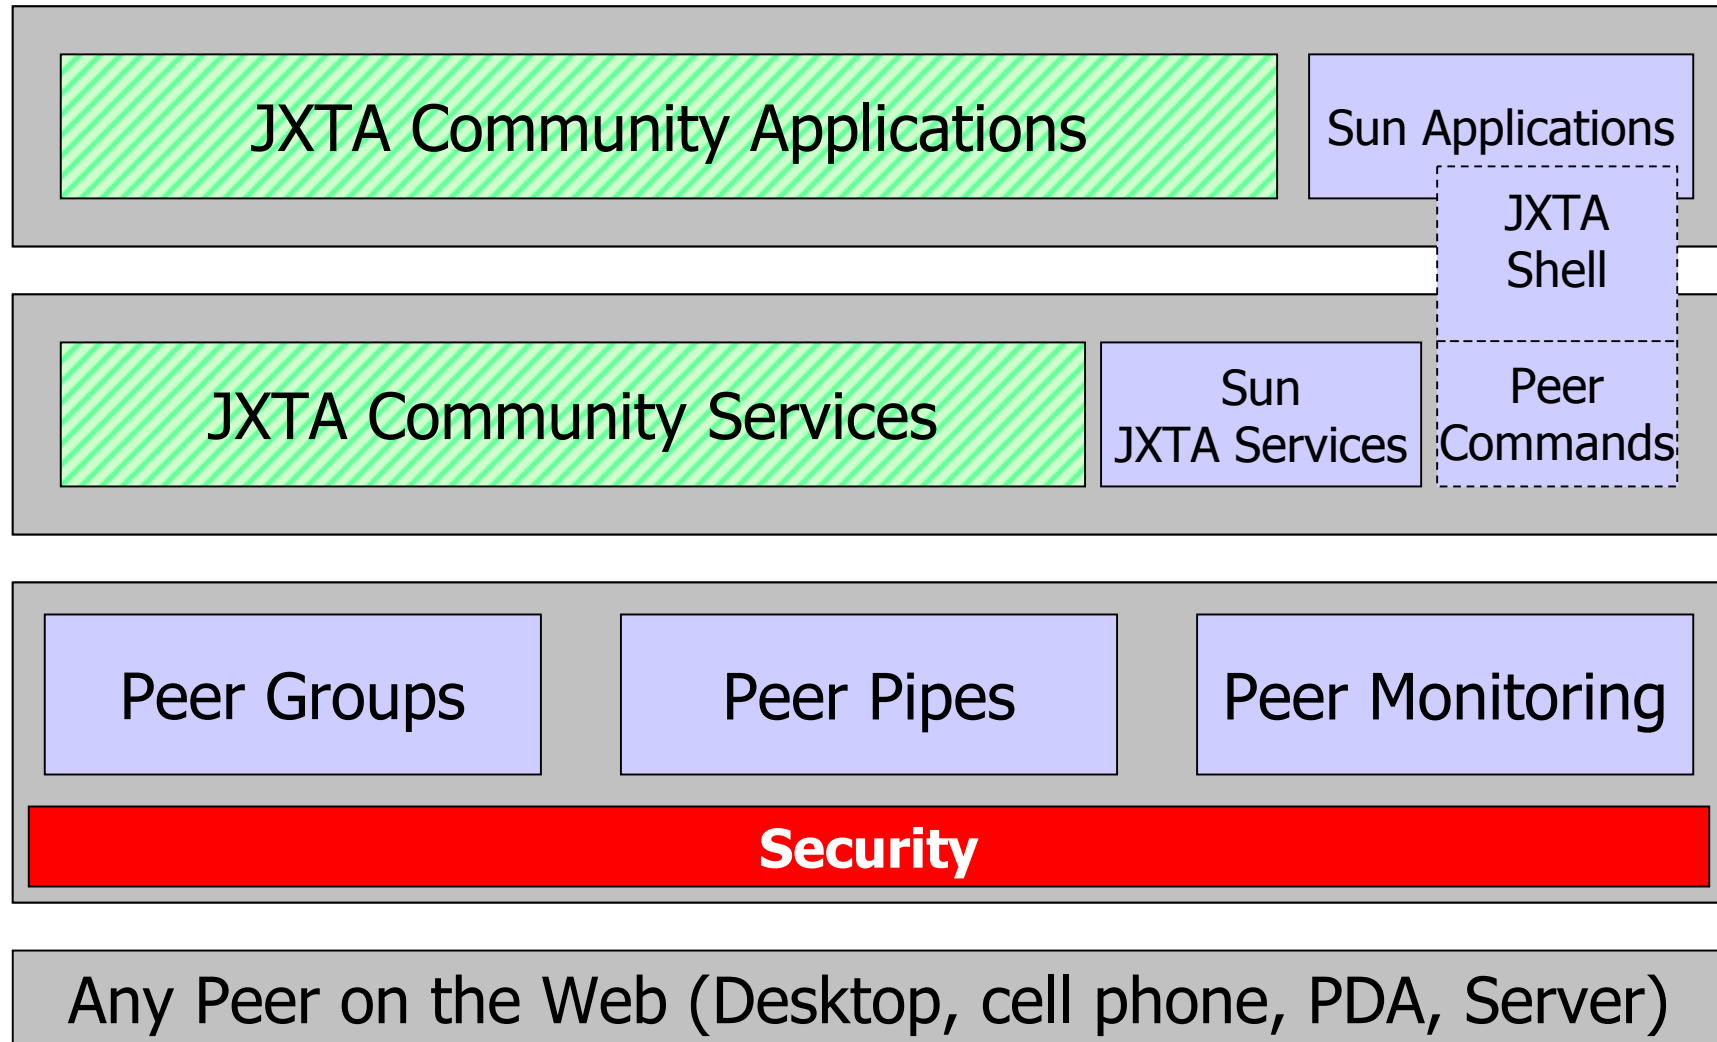 JXTA Community Applications
Sun Applications
JXTA
Shell
JXTA Community Services
Sun
JXTA Services
Peer
Commands
Peer Groups
Peer Pipes
Peer Monitoring
Security
Any Peer on the Web (Desktop, cell phone, PDA, Server)